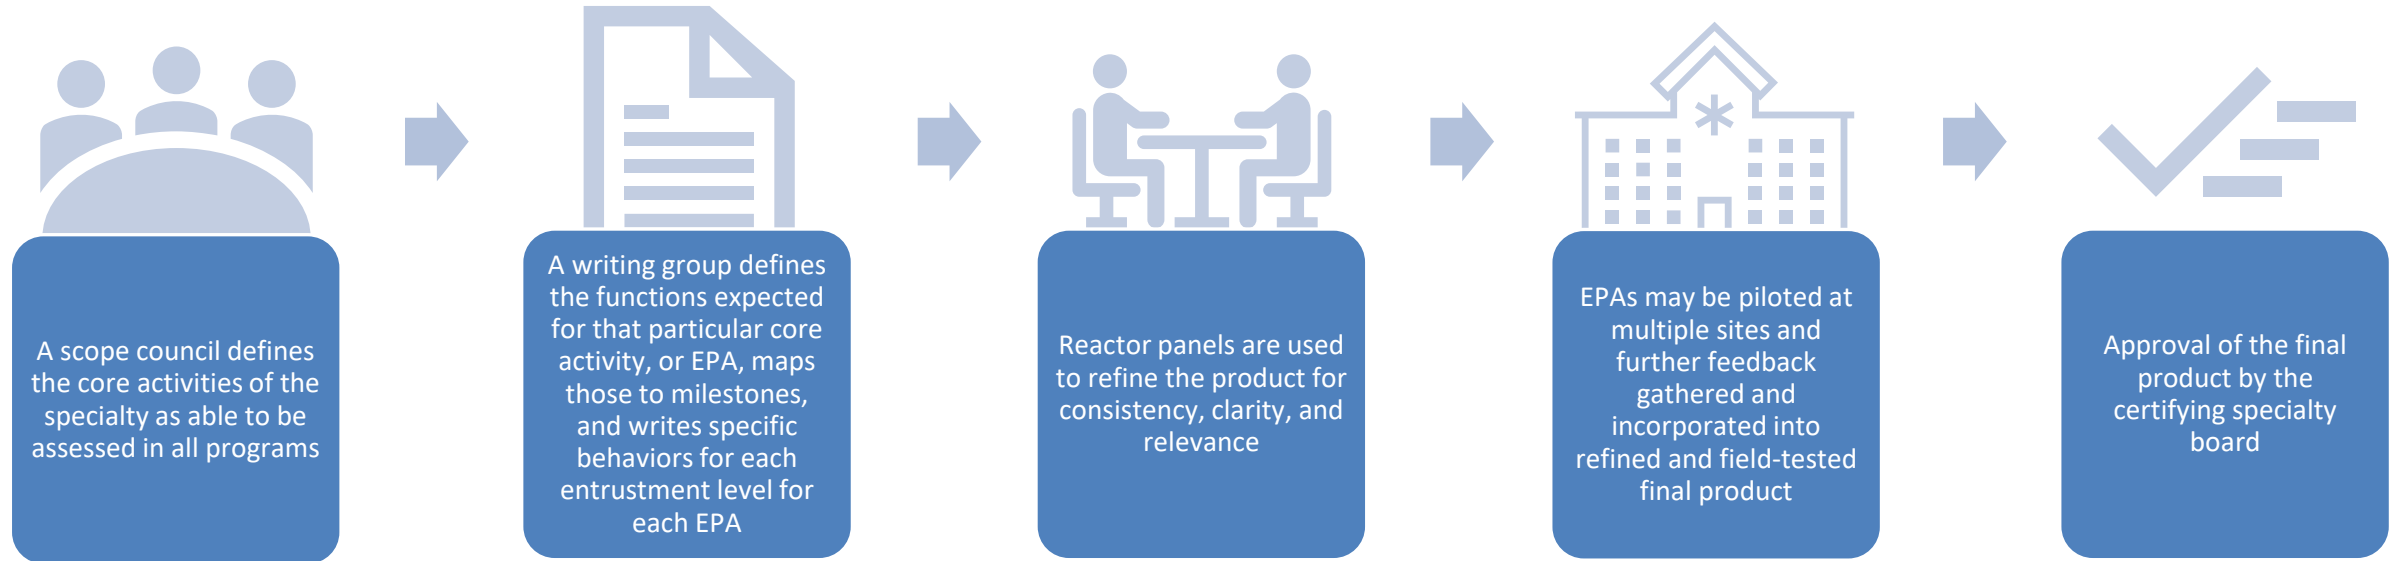 A scope council defines
the core activities of the
specialty as able to be
assessed in all programs
A writing group defines
the functions expected
for that particular core
activity, or EPA, maps
those to milestones,
and writes specific
behaviors for each
entrustment level for
each EPA
Reactor panels are used
to refine the product for
consistency, clarity, and
relevance
EPAs may be piloted at
multiple sites and
further feedback
gathered and
incorporated into
refined and field-tested
final product
Approval of the final
product by the
certifying specialty
board